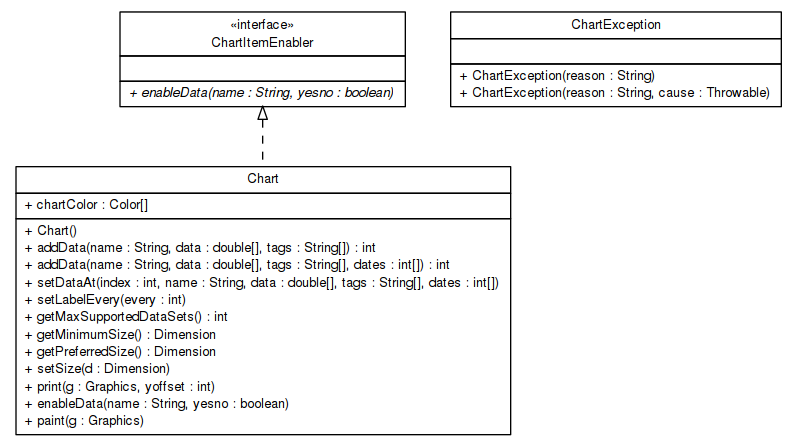 «interface»
ChartItemEnabler
+ enableData(name : String, yesno : boolean)
ChartException
+ ChartException(reason : String)
+ ChartException(reason : String, cause : Throwable)
Chart
+ chartColor : Color[]
+ Chart()
+ addData(name : String, data : double[], tags : String[]) : int
+ addData(name : String, data : double[], tags : String[], dates : int[]) : int
+ setDataAt(index : int, name : String, data : double[], tags : String[], dates : int[])
+ setLabelEvery(every : int)
+ getMaxSupportedDataSets() : int
+ getMinimumSize() : Dimension
+ getPreferredSize() : Dimension
+ setSize(d : Dimension)
+ print(g : Graphics, yoffset : int)
+ enableData(name : String, yesno : boolean)
+ paint(g : Graphics)